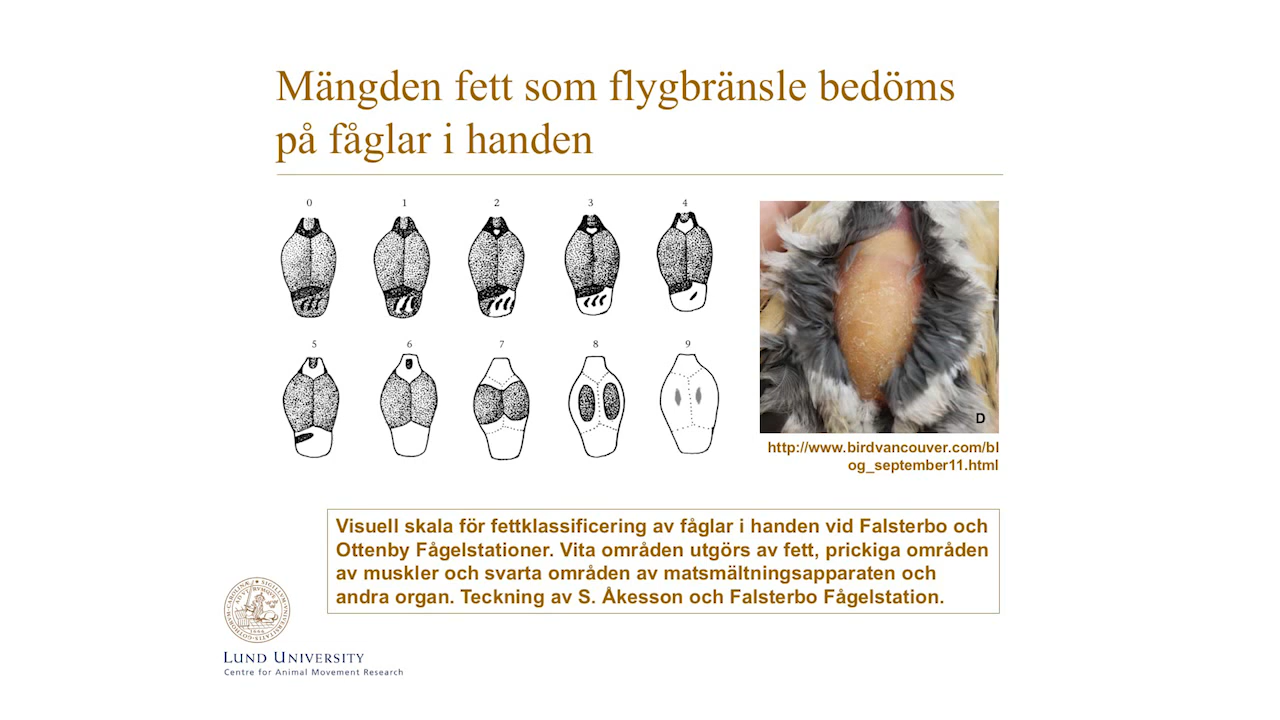 Mängden fett som flygbränsle bedöms
på fåglar i handen
0 1 2 3 4
5 6 7 8 9
D
http://www.birdvancouver.com/bl
og_september11.html
Visuell skala för fettklassificering av fåglar i handen vid Falsterbo och
Ottenby Fågelstationer. Vita områden utgörs av fett, prickiga områden
av muskler och svarta områden av matsmältningsapparaten och
andra organ. Teckning av S. Åkesson och Falsterbo Fågelstation.
LUND UNIVERSITY
Centre for Animal Movement Research